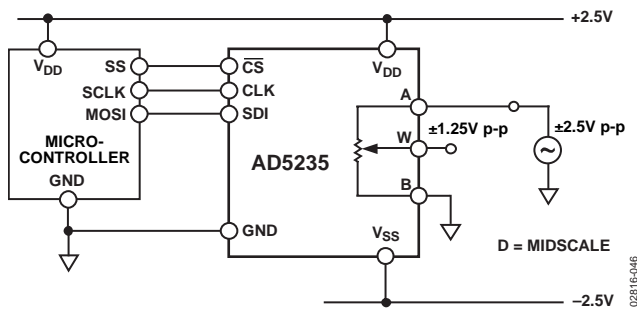 +2.5V
VDD
SS
SCLK
MOSI
MICRO-
CONTROLLER
GND
CS
CLK
SDI
GND
VDD
AD5235
A
W
B
VSS
±1.25V p-p
±2.5V p-p
~
D = MIDSCALE
–2.5V
02816-046